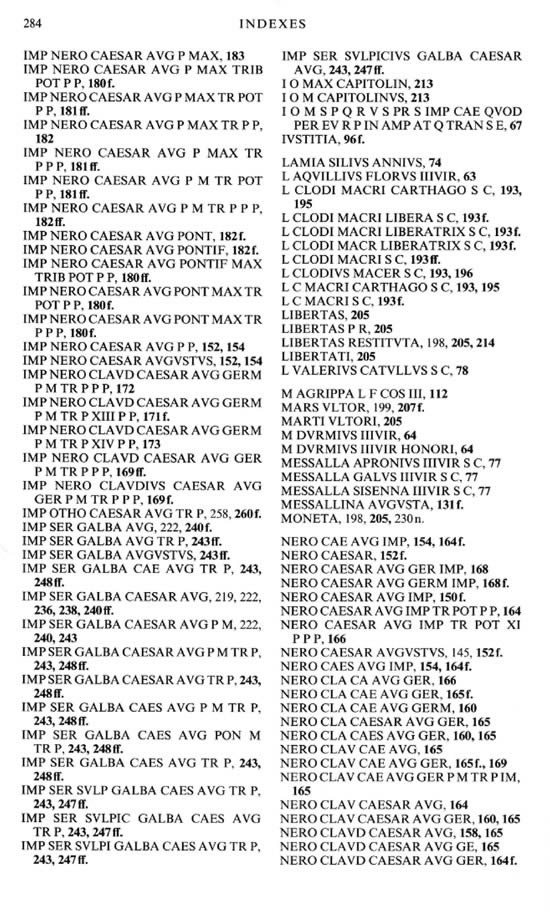 284
INDEXES
IMP NERO CAESAR AVG P MAX, 183
IMP NERO CAESAR AVG P MAX TRIB
POT P P, 180f.
IMP NERO CAESAR AVG P MAX TR POT
P P, 181ff.
IMP NERO CAESAR AVG P MAX TR P P,
182
IMP NERO CAESAR AVG P MAX TR
P P P, 181ff.
IMP NERO CAESAR AVG P M TR POT
P P, 181ff.
IMP NERO CAESAR AVG P M TR P P P,
182ff.
IMP NERO CAESAR AVG PONT, 182f.
IMP NERO CAESAR AVG PONTIF, 182f.
IMP NERO CAESAR AVG PONTIF MAX
TRIB POT P P, 180ff.
IMP NERO CAESAR AVG PONT MAX TR
POT P P, 180f.
IMP NERO CAESAR AVG PONT MAX TR
P P P, 180f.
IMP NERO CAESAR AVG P P, 152, 154
IMP NERO CAESAR AVGVSTVS, 152, 154
IMP NERO CLAVD CAESAR AVG GERM
P M TR P P P, 172
IMP NERO CLAVD CAESAR AVG GERM
P M TR P XIII P P, 171f.
IMP NERO CLAVD CAESAR AVG GERM
P M TR P XIV P P, 173
IMP NERO CLAVD CAESAR AVG GER
P M TR P P P, 169ff.
IMP NERO CLAVDIVS CAESAR AVG
GER P M TR P P P, 169f.
IMP OTHO CAESAR AVG TR P, 258, 260f.
IMP SER GALBA AVG, 222, 240f.
IMP SER GALBA AVG TR P, 243ff.
IMP SER GALBA AVGVSTVS, 243ff.
IMP SER GALBA CAE AVG TR P, 243,
248ff.
IMP SER GALBA CAESAR AVG, 219, 222,
236, 238, 240ff.
IMP SER GALBA CAESAR AVG P M, 222,
240, 243
IMP SER GALBA CAESAR AVG P M TR P,
243, 248ff.
IMP SER GALBA CAESAR AVG TR P, 243,
248ff.
IMP SER GALBA CAES AVG P M TR P,
243, 248ff.
IMP SER GALBA CAES AVG PON M
TR P, 243, 248ff.
IMP SER GALBA CAES AVG TR P, 243,
248ff.
IMP SER SVLP GALBA CAES AVG TR P,
243, 247ff.
IMP SER SVLPIC GALBA CAES AVG
TR P, 243, 247ff.
IMP SER SVLPI GALBA CAES AVG TR P,
243, 247ff.
IMP SER SVLPICIVS GALBA CAESAR
AVG, 243, 247ff.
I O MAX CAPITOLIN, 213
I O M CAPITOLINVS, 213
I O M S P Q R V S PR S IMP CAE QVOD
PER EV R P IN AMP AT Q TRAN S E, 67
IVSTITIA, 96f.
LAMIA SILIVS ANNIVS, 74
L AQVILLIVS FLORVS IIIVIR, 63
L CLODI MACRI CARTHAGO S C, 193,
195
L CLODI MACRI LIBERA S C, 193f.
L CLODI MACRI LIBERATRIX S C, 193f.
L CLODI MACR LIBERATRIX S C, 193f.
L CLODI MACRI S C, 193ff.
L CLODIVS MACER S C, 193, 196
L C MACRI CARTHAGO S C, 193, 195
L C MACRI S C, 193f.
LIBERTAS, 205
LIBERTAS P R, 205
LIBERTAS RESTITVTA, 198, 205, 214
LIBERTATI, 205
L VALERIVS CATVLLVS S C, 78
M AGRIPPA L F COS III, 112
MARS VLTOR, 199, 207f.
MARTI VLTORI, 205
M DVRMIVS IIIVIR, 64
M DVRMIVS IIIVIR HONORI, 64
MESSALLA APRONIVS IIIVIR S C, 77
MESSALLA GALVS IIIVIR S C, 77
MESSALLA SISENNA IIIVIR S C, 77
MESSALLINA AVGVSTA, 131f.
MONETA, 198, 205, 230n.
NERO CAE AVG IMP, 154, 164f.
NERO CAESAR, 152f.
NERO CAESAR AVG GER IMP, 168
NERO CAESAR AVG GERM IMP, 168f.
NERO CAESAR AVG IMP, 150f.
NERO CAESAR AVG IMP TR POT P P, 164
NERO CAESAR AVG IMP TR POT XI
P P P, 166
NERO CAESAR AVGVSTVS, 145, 152f.
NERO CAES AVG IMP, 154, 164f.
NERO CLA CA AVG GER, 166
NERO CLA CAE AVG GER, 165f.
NERO CLA CAE AVG GERM, 160
NERO CLA CAESAR AVG GER, 165
NERO CLA CAES AVG GER, 160, 165
NERO CLAV CAE AVG, 165
NERO CLAV CAE AVG GER, 165f., 169
NERO CLAV CAE AVG GER P M TR P IM,
165
NERO CLAV CAESAR AVG, 164
NERO CLAV CAESAR AVG GER, 160, 165
NERO CLAVD CAESAR AVG, 158, 165
NERO CLAVD CAESAR AVG GE, 165
NERO CLAVD CAESAR AVG GER, 164f.